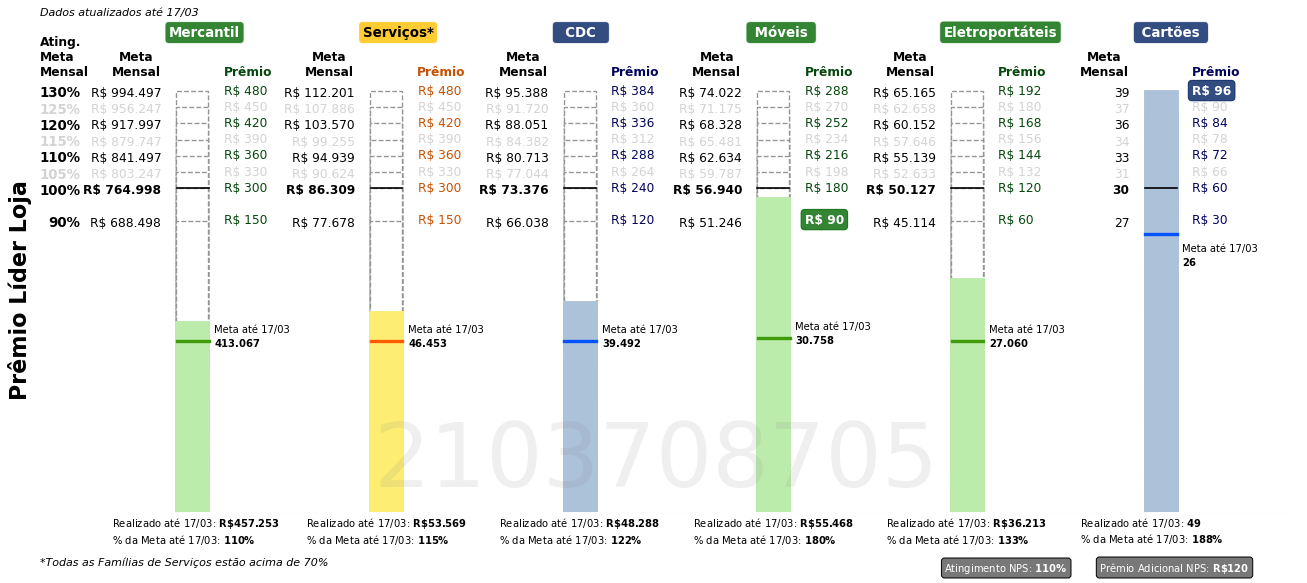 Dados atualizados até 17/03
Mercantil Serviços* CDC Móveis Eletroportáteis Cartões
Ating. Meta Mensal
Meta Mensal Prêmio Meta Mensal Prêmio Meta Mensal Prêmio Meta Mensal Prêmio Meta Mensal Prêmio Meta Mensal Prêmio
130% R$ 994.497 R$ 480 R$ 112.201 R$ 480 R$ 95.388 R$ 384 R$ 74.022 R$ 288 R$ 65.165 R$ 192 39 R$ 96
125% R$ 956.247 R$ 450 R$ 107.886 R$ 450 R$ 91.720 R$ 360 R$ 71.175 R$ 270 R$ 62.658 R$ 180 37 R$ 90
120% R$ 917.997 R$ 420 R$ 103.570 R$ 420 R$ 88.051 R$ 336 R$ 68.328 R$ 252 R$ 60.152 R$ 168 36 R$ 84
115% R$ 879.747 R$ 390 R$ 99.255 R$ 390 R$ 84.382 R$ 312 R$ 65.481 R$ 234 R$ 57.646 R$ 156 34 R$ 78
110% R$ 841.497 R$ 360 R$ 94.939 R$ 360 R$ 80.713 R$ 288 R$ 62.634 R$ 216 R$ 55.139 R$ 144 33 R$ 72
105% R$ 803.247 R$ 330 R$ 90.624 R$ 330 R$ 77.044 R$ 264 R$ 59.787 R$ 198 R$ 52.633 R$ 132 31 R$ 66
100% R$ 764.998 R$ 300 R$ 86.309 R$ 300 R$ 73.376 R$ 240 R$ 56.940 R$ 180 R$ 50.127 R$ 120 30 R$ 60
90% R$ 688.498 R$ 150 R$ 77.678 R$ 150 R$ 66.038 R$ 120 R$ 51.246 R$ 90 R$ 45.114 R$ 60 27 R$ 30
Prêmio Líder Loja
Meta até 17/03
26
Meta até 17/03 Meta até 17/03 Meta até 17/03 Meta até 17/03 Meta até 17/03
413.067 46.453 39.492 30.758 27.060
2103708705
Realizado até 17/03: R$457.253 Realizado até 17/03: R$53.569 Realizado até 17/03: R$48.288 Realizado até 17/03: R$55.468 Realizado até 17/03: R$36.213 Realizado até 17/03: 49
% da Meta até 17/03: 110% % da Meta até 17/03: 115% % da Meta até 17/03: 122% % da Meta até 17/03: 180% % da Meta até 17/03: 133% % da Meta até 17/03: 188%
*Todas as Famílias de Serviços estão acima de 70%
Atingimento NPS: 110% Prêmio Adicional NPS: R$120